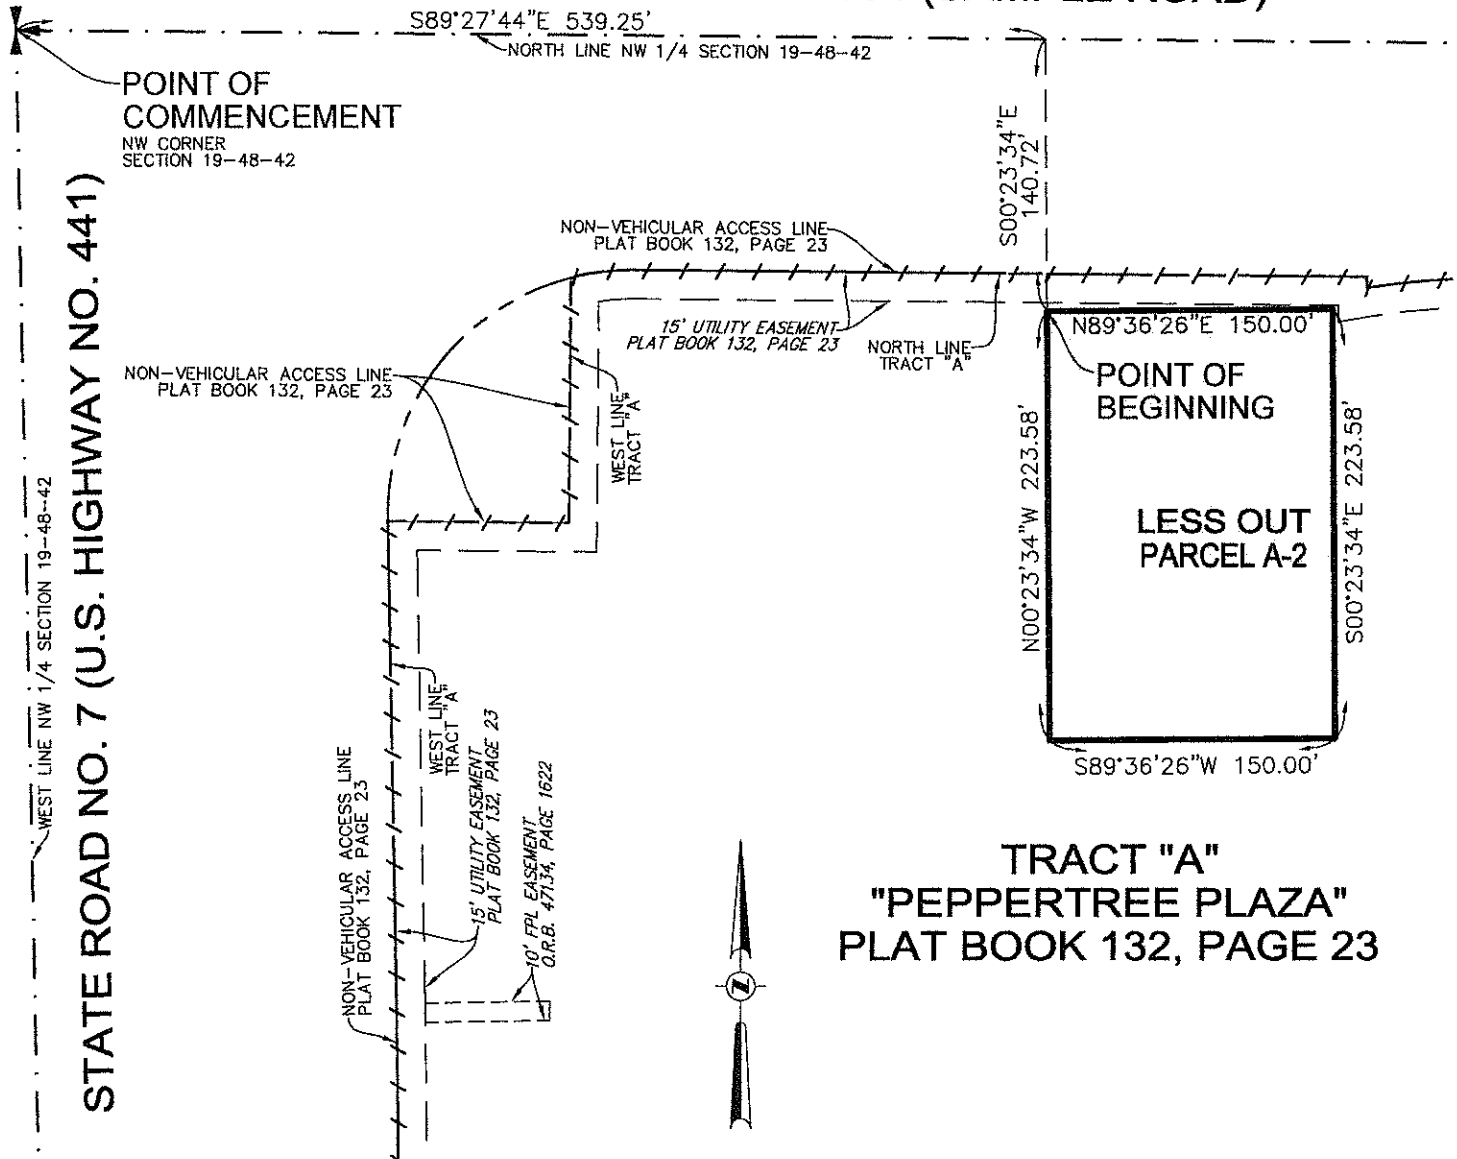 S89°27'44"E 539.25'
NORTH LINE NW 1/4 SECTION 19-48-42
POINT OF
COMMENCEMENT
NW CORNER
SECTION 19-48-42
S00°23'34"E
140.72'
STATE ROAD NO. 7 (U.S. HIGHWAY NO. 441)
WEST LINE NW 1/4 SECTION 19-48-42
NON-VEHICULAR ACCESS LINE
PLAT BOOK 132, PAGE 23
15' UTILITY EASEMENT
PLAT BOOK 132, PAGE 23
NORTH LINE
TRACT "A"
N89°36'26"E 150.00'
POINT OF
BEGINNING
NON-VEHICULAR ACCESS LINE
PLAT BOOK 132, PAGE 23
WEST LINE
TRACT "A"
N00°23'34"W 223.58'
LESS OUT
PARCEL A-2
S00°23'34"E 223.58'
S89°36'26"W 150.00'
WEST LINE
TRACT "A"
NON-VEHICULAR ACCESS LINE
PLAT BOOK 132, PAGE 23
15' UTILITY EASEMENT
PLAT BOOK 132, PAGE 23
10' FPL EASEMENT
O.R.B. 47134, PAGE 1622
Z
TRACT "A"
"PEPPERTREE PLAZA"
PLAT BOOK 132, PAGE 23